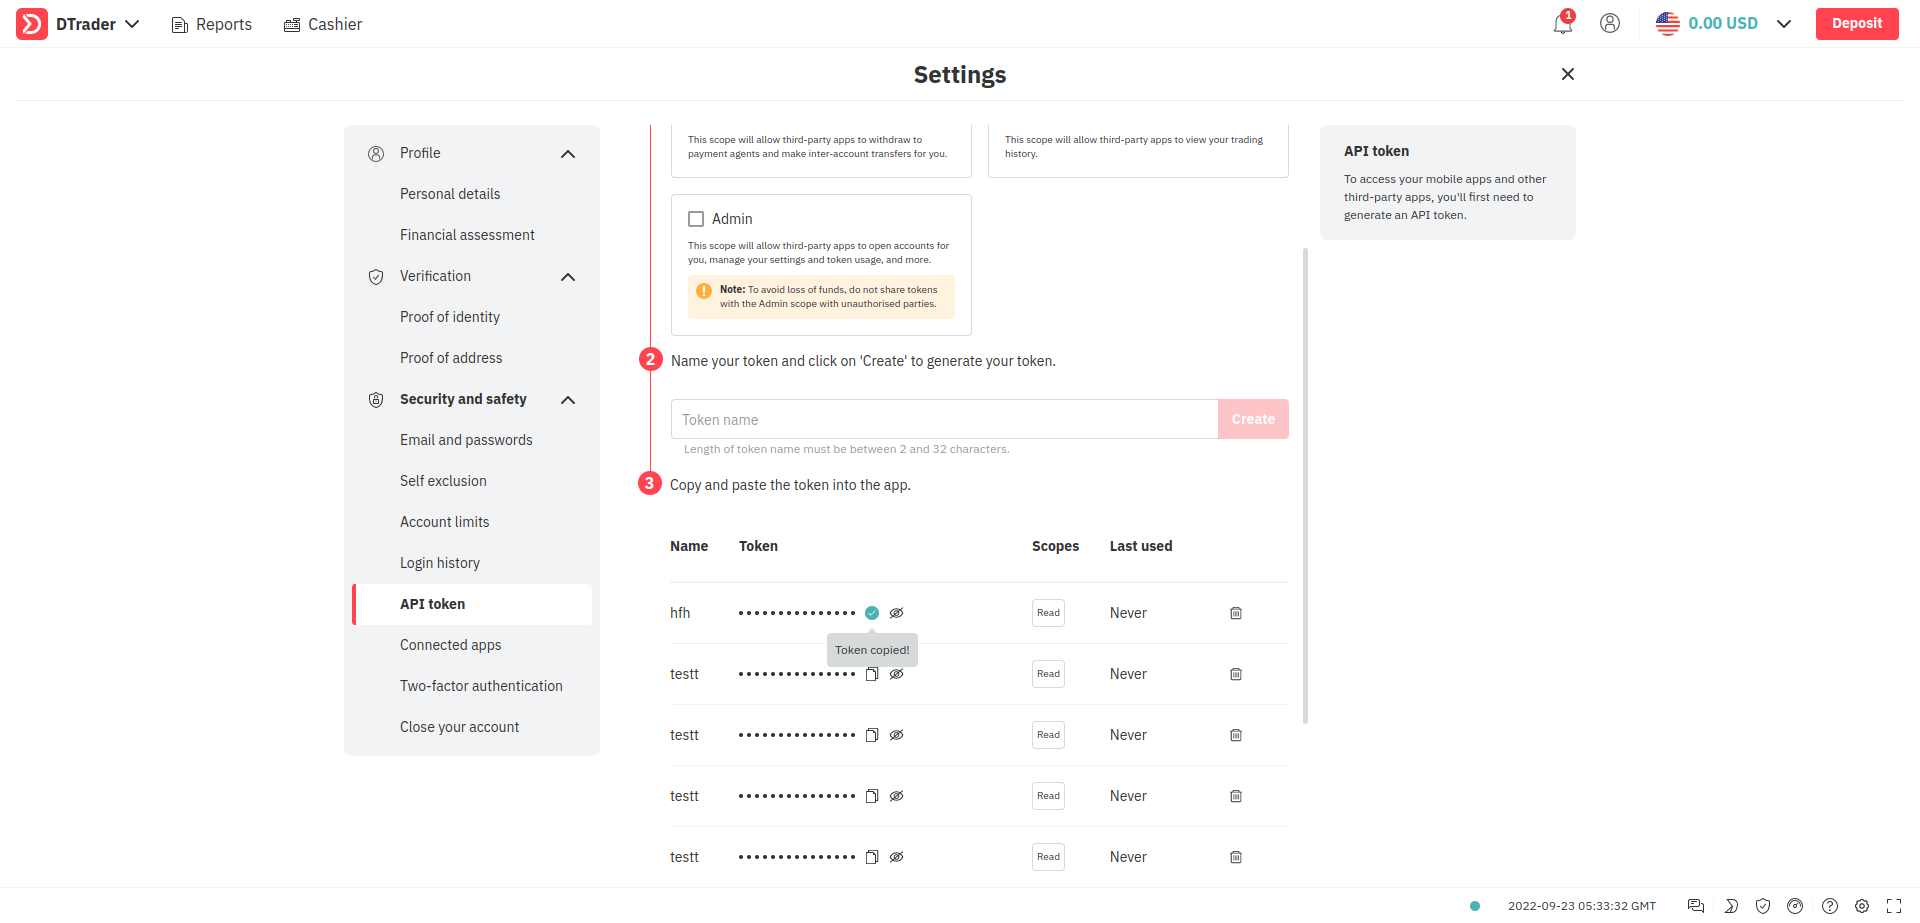 DTrader
Reports
Cashier
1
0.00 USD
Deposit
Settings
Profile
Personal details
Financial assessment
Verification
Proof of identity
Proof of address
Security and safety
Email and passwords
Self exclusion
Account limits
Login history
API token
Connected apps
Two-factor authentication
Close your account
This scope will allow third-party apps to withdraw to
payment agents and make inter-account transfers for you.
This scope will allow third-party apps to view your trading
history.
Admin
This scope will allow third-party apps to open accounts for
you, manage your settings and token usage, and more.
Note: To avoid loss of funds, do not share tokens
with the Admin scope with unauthorised parties.
2
Name your token and click on 'Create' to generate your token.
Token name
Create
Length of token name must be between 2 and 32 characters.
3
Copy and paste the token into the app.
Name Token Scopes Last used
hfh Read Never
Token copied!
testt Read Never
testt Read Never
testt Read Never
testt Read Never
API token
To access your mobile apps and other
third-party apps, you'll first need to
generate an API token.
2022-09-23 05:33:32 GMT